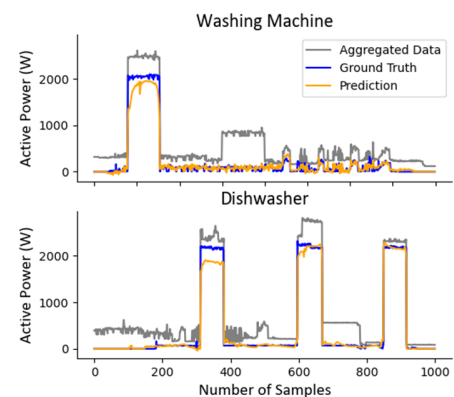 Washing Machine
Active Power (W)
2000
1000
0
Aggregated Data
Ground Truth
Prediction
Dishwasher
Active Power (W)
2000
1000
0
0 200 400 600 800 1000
Number of Samples